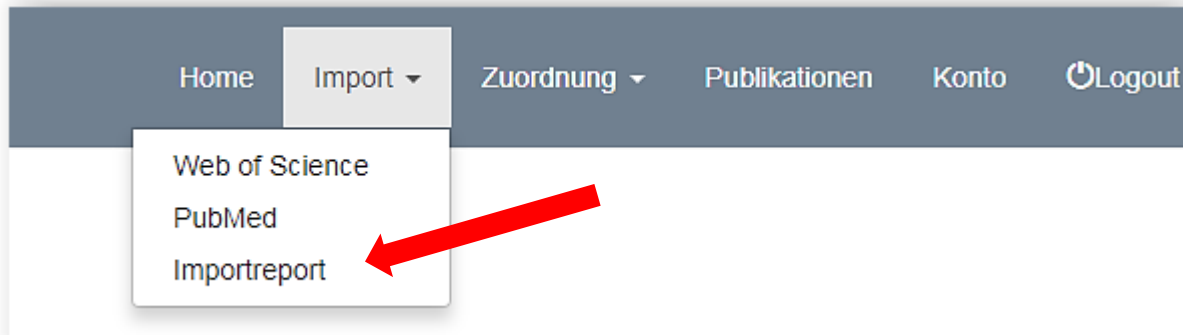 Home Import Zuordnung Publikationen Konto Logout
Web of Science
PubMed
Importreport